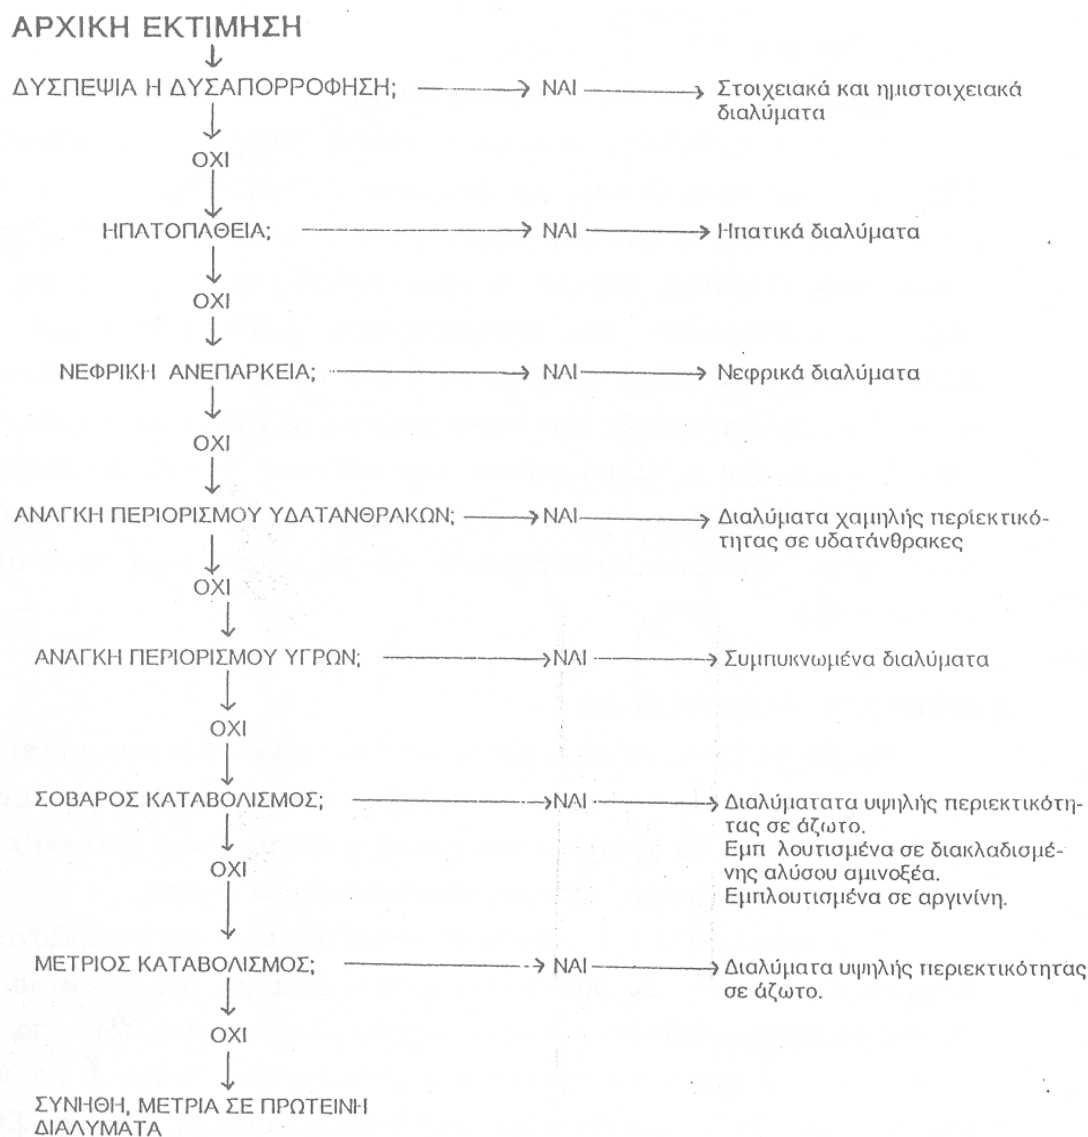 ΑΡΧΙΚΗ ΕΚΤΙΜΗΣΗ
ΔΥΣΠΕΨΙΑ Η ΔΥΣΑΠΟΡΡΟΦΗΣΗ; ΝΑΙ Στοιχειακά και ημιστοιχειακά
διαλύματα
ΟΧΙ
ΗΠΑΤΟΠΑΘΕΙΑ; ΝΑΙ Ηπατικά διαλύματα
ΟΧΙ
ΝΕΦΡΙΚΗ ΑΝΕΠΑΡΚΕΙΑ; ΝΑΙ Νεφρικά διαλύματα
ΟΧΙ
ΑΝΑΓΚΗ ΠΕΡΙΟΡΙΣΜΟΥ ΥΔΑΤΑΝΘΡΑΚΩΝ; ΝΑΙ Διαλύματα χαμηλής περίεκτικό-
τητας σε υδατάνθρακες
ΟΧΙ
ΑΝΑΓΚΗ ΠΕΡΙΟΡΙΣΜΟΥ ΥΓΡΩΝ; ΝΑΙ Συμπυκνωμένα διαλύματα
ΟΧΙ
ΣΟΒΑΡΟΣ ΚΑΤΑΒΟΛΙΣΜΟΣ; ΝΑΙ Διαλύματατα υψηλής περιεκτικότη-
τας σε άζωτο.
Εμπ λουτισμένα σε διακλαδισμέ-
νης αλύσου αμινοξέα.
Εμπλουτισμένα σε αργινίνη.
ΟΧΙ
ΜΕΤΡΙΟΣ ΚΑΤΑΒΟΛΙΣΜΟΣ; ΝΑΙ Διαλύματα υψηλής περιεκτικότητας
σε άζωτο.
ΟΧΙ
ΣΥΝΗΘΗ, ΜΕΤΡΙΑ ΣΕ ΠΡΩΤΕΙΝΗ
ΔΙΑΛΥΜΑΤΑ